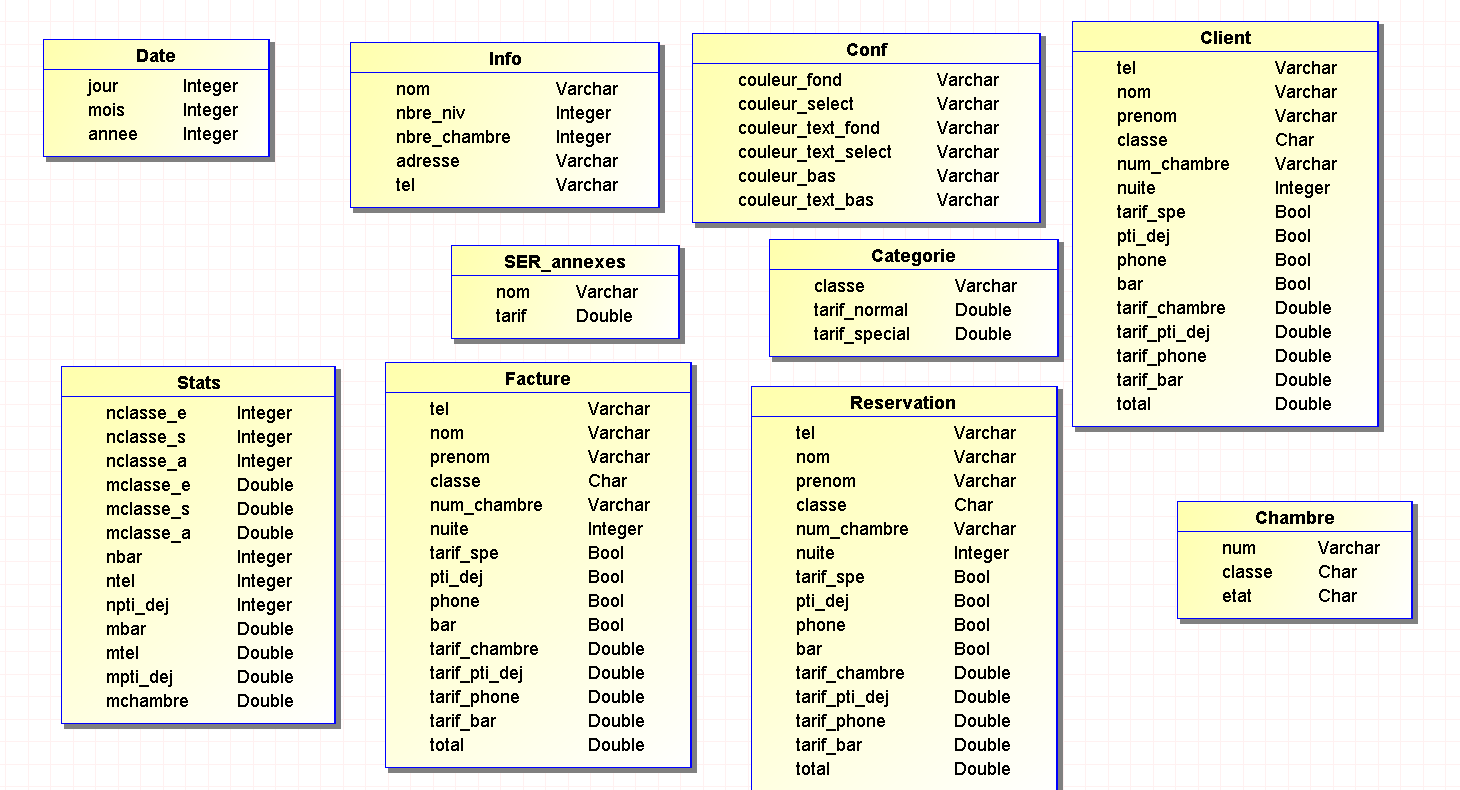 Date
jour Integer
mois Integer
annee Integer
Info
nom Varchar
nbre_niv Integer
nbre_chambre Integer
adresse Varchar
tel Varchar
Conf
couleur_fond Varchar
couleur_select Varchar
couleur_text_fond Varchar
couleur_text_select Varchar
couleur_bas Varchar
couleur_text_bas Varchar
Client
tel Varchar
nom Varchar
prenom Varchar
classe Char
num_chambre Varchar
nuite Integer
tarif_spe Bool
pti_dej Bool
phone Bool
bar Bool
tarif_chambre Double
tarif_pti_dej Double
tarif_phone Double
tarif_bar Double
total Double
SER_annexes
nom Varchar
tarif Double
Categorie
classe Varchar
tarif_normal Double
tarif_special Double
Stats
nclasse_e Integer
nclasse_s Integer
nclasse_a Integer
mclasse_e Double
mclasse_s Double
mclasse_a Double
nbar Integer
ntel Integer
npti_dej Integer
mbar Double
mtel Double
mpti_dej Double
mchambre Double
Facture
tel Varchar
nom Varchar
prenom Varchar
classe Char
num_chambre Varchar
nuite Integer
tarif_spe Bool
pti_dej Bool
phone Bool
bar Bool
tarif_chambre Double
tarif_pti_dej Double
tarif_phone Double
tarif_bar Double
total Double
Reservation
tel Varchar
nom Varchar
prenom Varchar
classe Char
num_chambre Varchar
nuite Integer
tarif_spe Bool
pti_dej Bool
phone Bool
bar Bool
tarif_chambre Double
tarif_pti_dej Double
tarif_phone Double
tarif_bar Double
total Double
Chambre
num Varchar
classe Char
etat Char